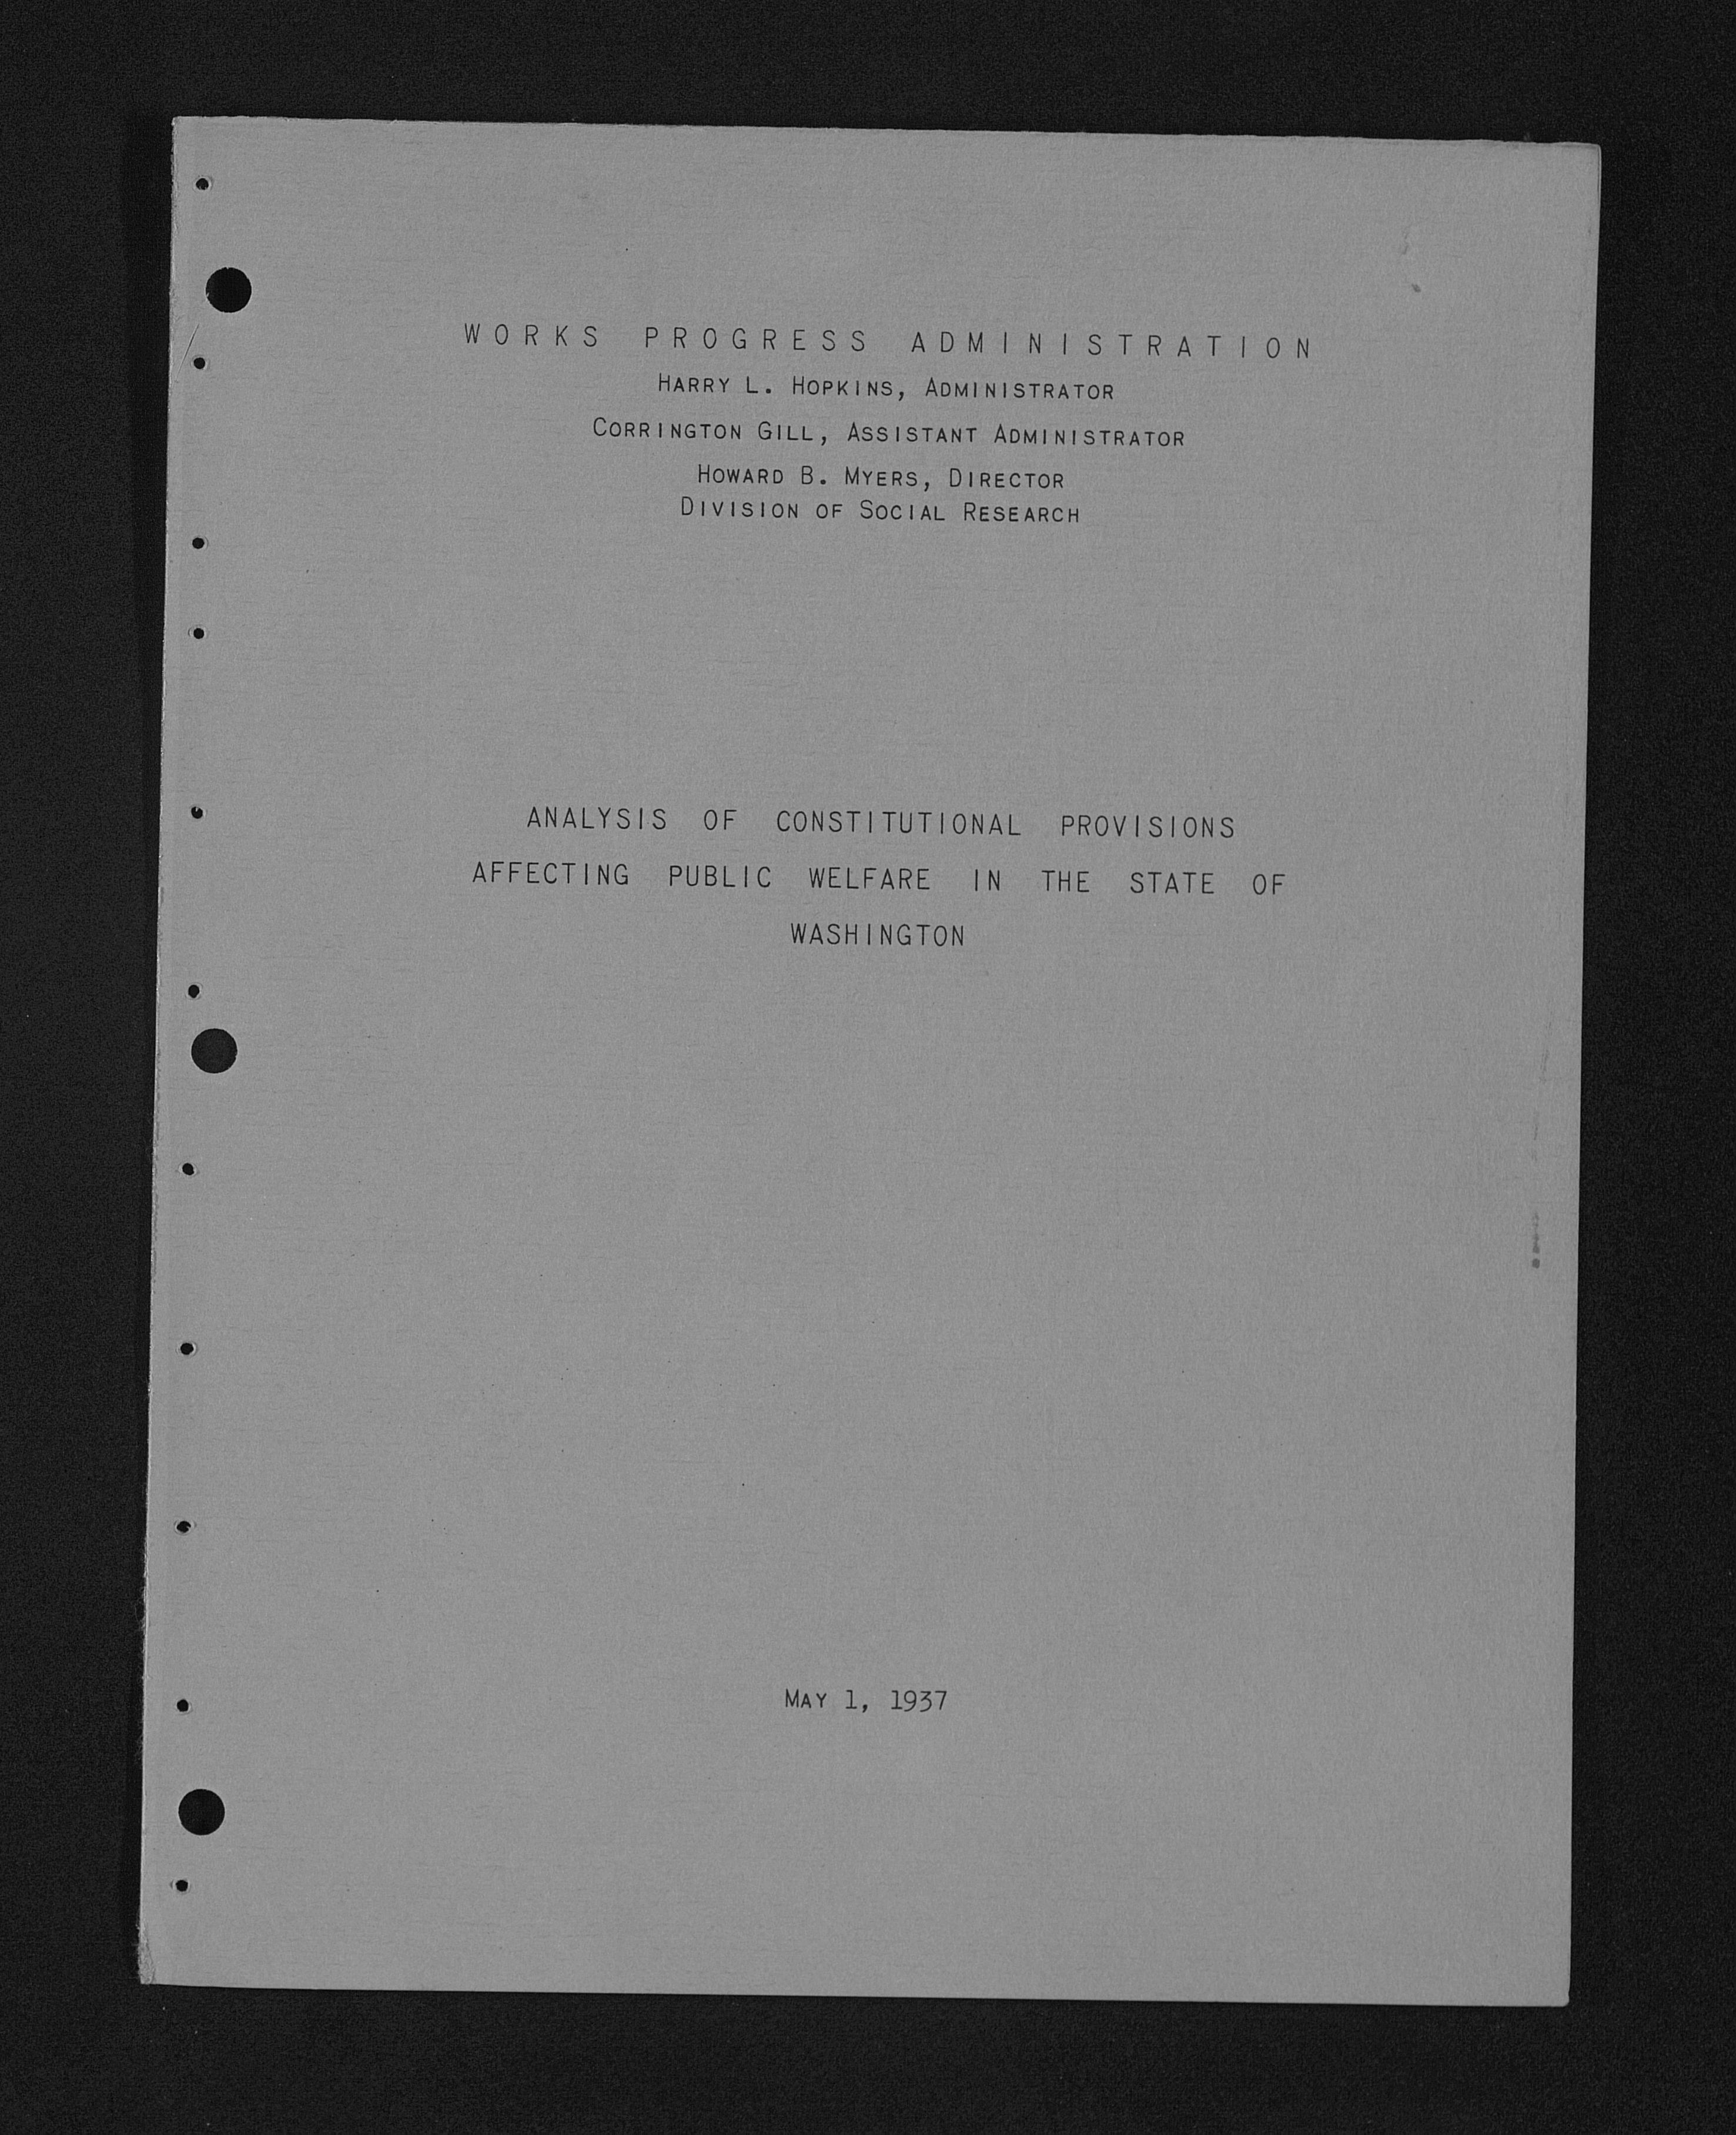 WORKS PROGRESS ADMINISTRATION
HARRY L. HOPKINS, ADMINISTRATOR
CORRINGTON GILL, ASSISTANT ADMINISTRATOR
HOWARD B. MYERS, DIRECTOR
DIVISION OF SOCIAL RESEARCH
ANALYSIS OF CONSTITUTIONAL PROVISIONS
AFFECTING PUBLIC WELFARE IN THE STATE OF
WASHINGTON
MAY 1, 1937